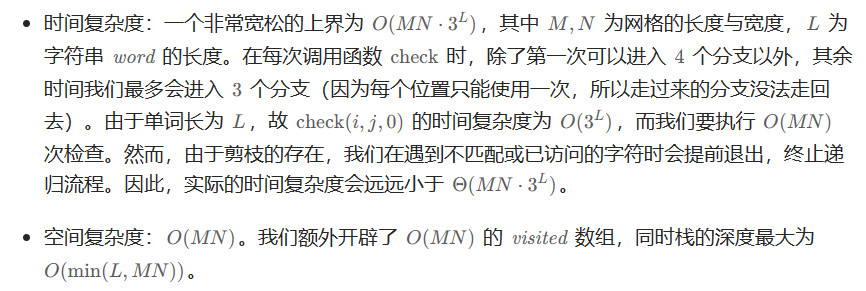 • 时间复杂度：一个非常宽松的上界为 O(MN · 3^L)，其中 M, N 为网格的长度与宽度，L 为
字符串 word 的长度。在每次调用函数 check 时，除了第一次可以进入 4 个分支以外，其余
时间我们最多会进入 3 个分支（因为每个位置只能使用一次，所以走过来的分支没法走回
去）。由于单词长为 L，故 check(i, j, 0) 的时间复杂度为 O(3^L)，而我们要执行 O(MN)
次检查。然而，由于剪枝的存在，我们在遇到不匹配或已访问的字符时会提前退出，终止递
归流程。因此，实际的时间复杂度会远远小于 Θ(MN · 3^L)。
• 空间复杂度：O(MN)。我们额外开辟了 O(MN) 的 visited 数组，同时栈的深度最大为
O(min(L, MN))。